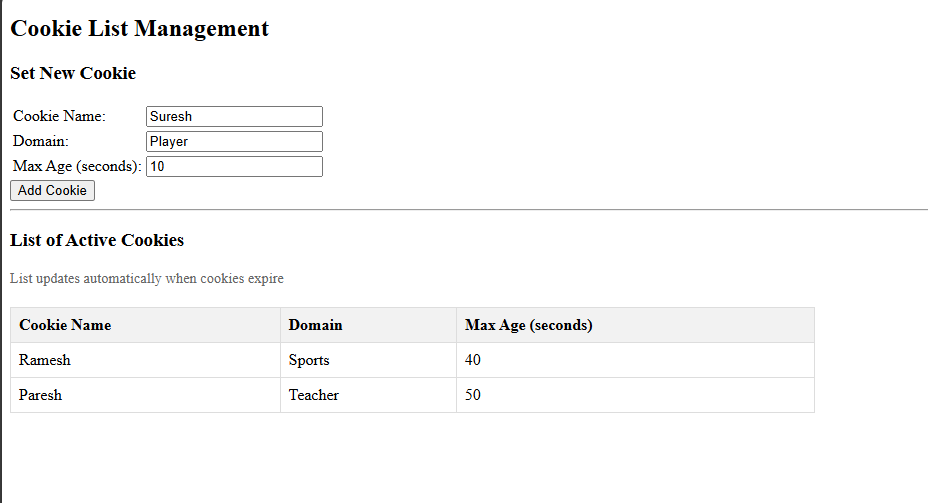 Cookie List Management
Set New Cookie
Cookie Name: Suresh
Domain: Player
Max Age (seconds): 10
Add Cookie
List of Active Cookies
List updates automatically when cookies expire
Cookie Name Domain Max Age (seconds)
Ramesh Sports 40
Paresh Teacher 50